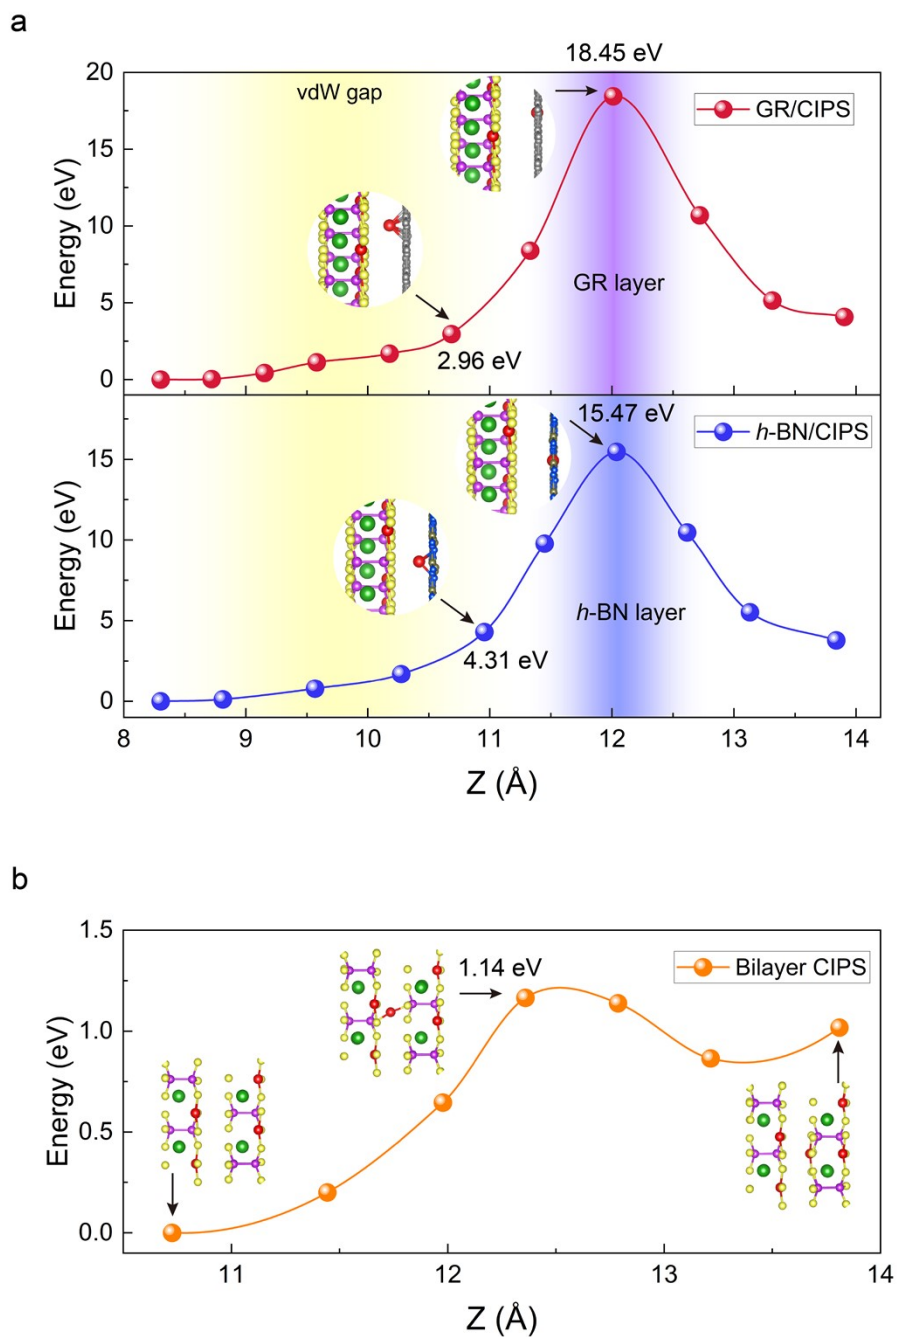 a
18.45 eV
20
vdW gap
GR/CIPS
15
10
GR layer
5
2.96 eV
0
Energy (eV)
15.47 eV
h-BN/CIPS
15
10
h-BN layer
5
4.31 eV
0
Energy (eV)
8 9 10 11 12 13 14
Z (Å)
b
1.5
1.14 eV
Bilayer CIPS
1.0
0.5
0.0
Energy (eV)
11 12 13 14
Z (Å)